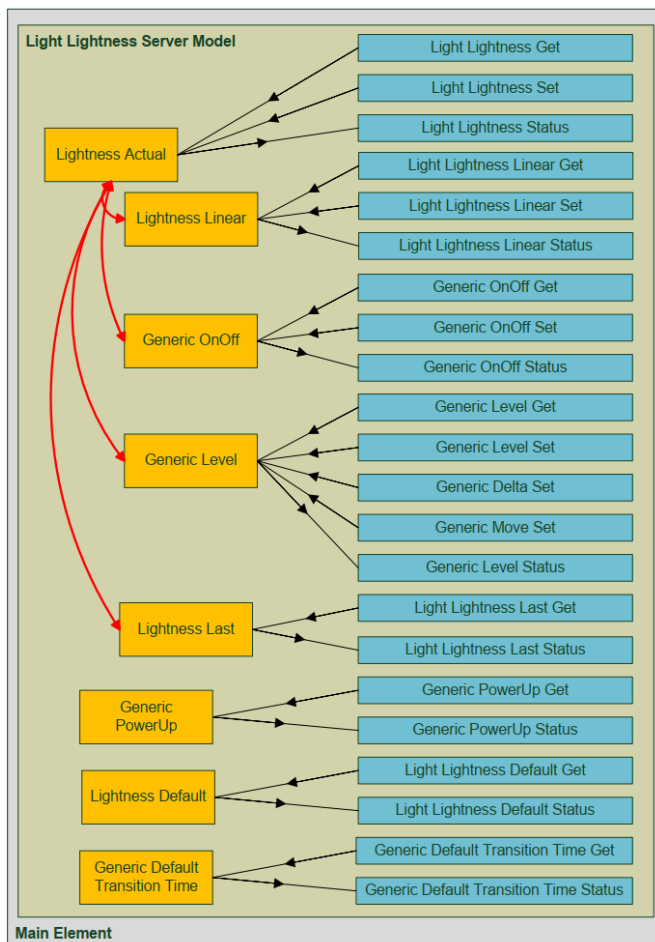 Light Lightness Server Model
Light Lightness Get
Light Lightness Set
Light Lightness Status
Lightness Actual
Light Lightness Linear Get
Light Lightness Linear Set
Light Lightness Linear Status
Lightness Linear
Generic OnOff Get
Generic OnOff Set
Generic OnOff Status
Generic OnOff
Generic Level Get
Generic Level Set
Generic Delta Set
Generic Move Set
Generic Level Status
Generic Level
Light Lightness Last Get
Light Lightness Last Status
Lightness Last
Generic PowerUp Get
Generic PowerUp Status
Generic
PowerUp
Light Lightness Default Get
Light Lightness Default Status
Lightness Default
Generic Default Transition Time Get
Generic Default Transition Time Status
Generic Default
Transition Time
Main Element